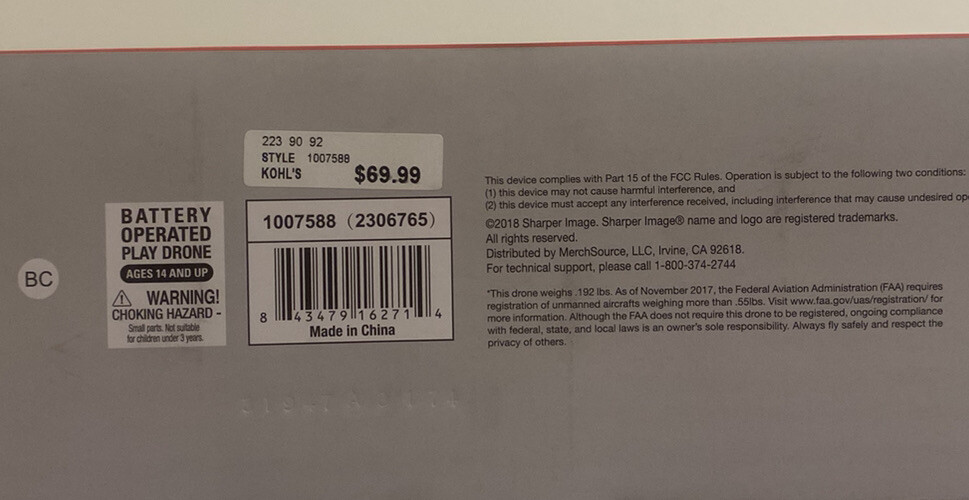 223 90 92
STYLE 1007588
KOHL'S $69.99
BATTERY
OPERATED
PLAY DRONE
AGES 14 AND UP
WARNING!
CHOKING HAZARD -
Small parts. Not suitable
for children under 3 years.
BC
1007588 (2306765)
8 43479 16271 4
Made in China
This device complies with Part 15 of the FCC Rules. Operation is subject to the following two conditions:
(1) this device may not cause harmful interference, and
(2) this device must accept any interference received, including interference that may cause undesired
©2018 Sharper Image. Sharper Image® name and logo are registered trademarks.
All rights reserved.
Distributed by MerchSource, LLC, Irvine, CA 92618.
For technical support, please call 1-800-374-2744
*This drone weighs .192 lbs. As of November 2017, the Federal Aviation Administration (FAA) requires
registration of unmanned aircrafts weighing more than .55lbs. Visit www.faa.gov/uas/registration/ for
more information. Although the FAA does not require this drone to be registered, ongoing compliance
with federal, state, and local laws is an owner's sole responsibility. Always fly safely and respect the
privacy of others.